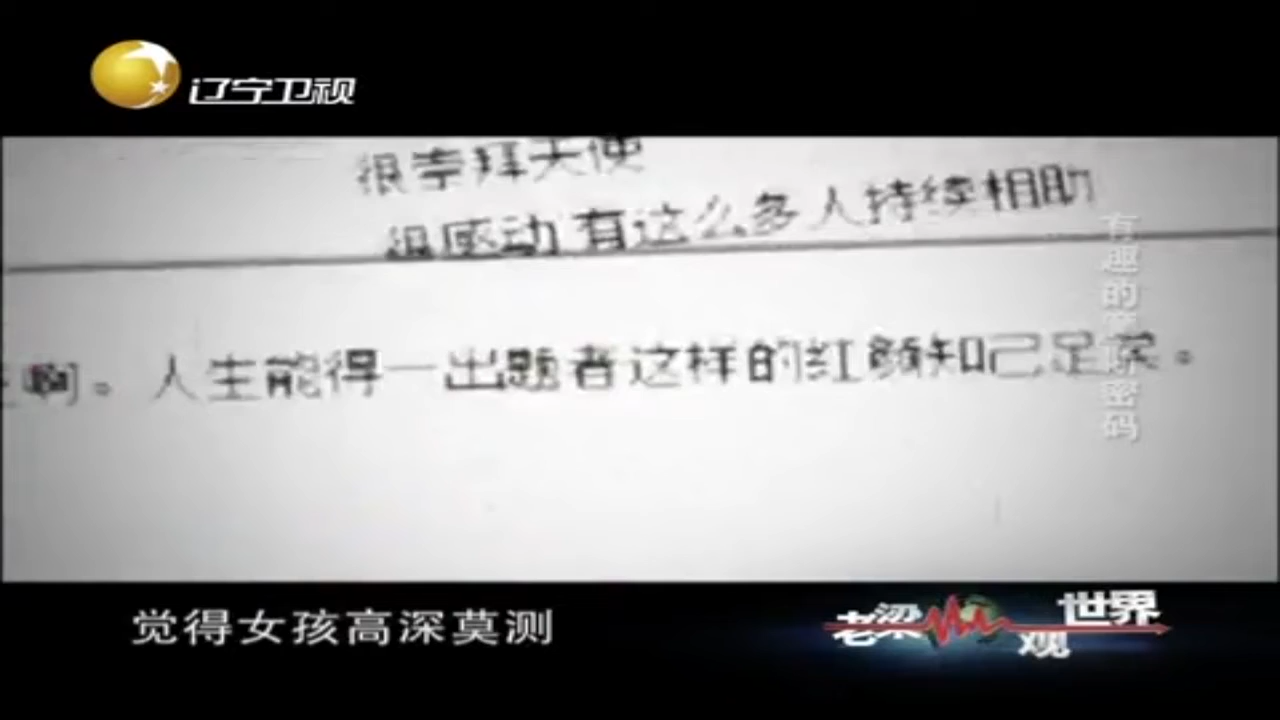 辽宁卫视
很崇拜天使
很感动 有这么多人持续相助
啊。人生能得一出题者这样的红颜知己足矣。
有趣的
密码
觉得女孩高深莫测
老梁观世界